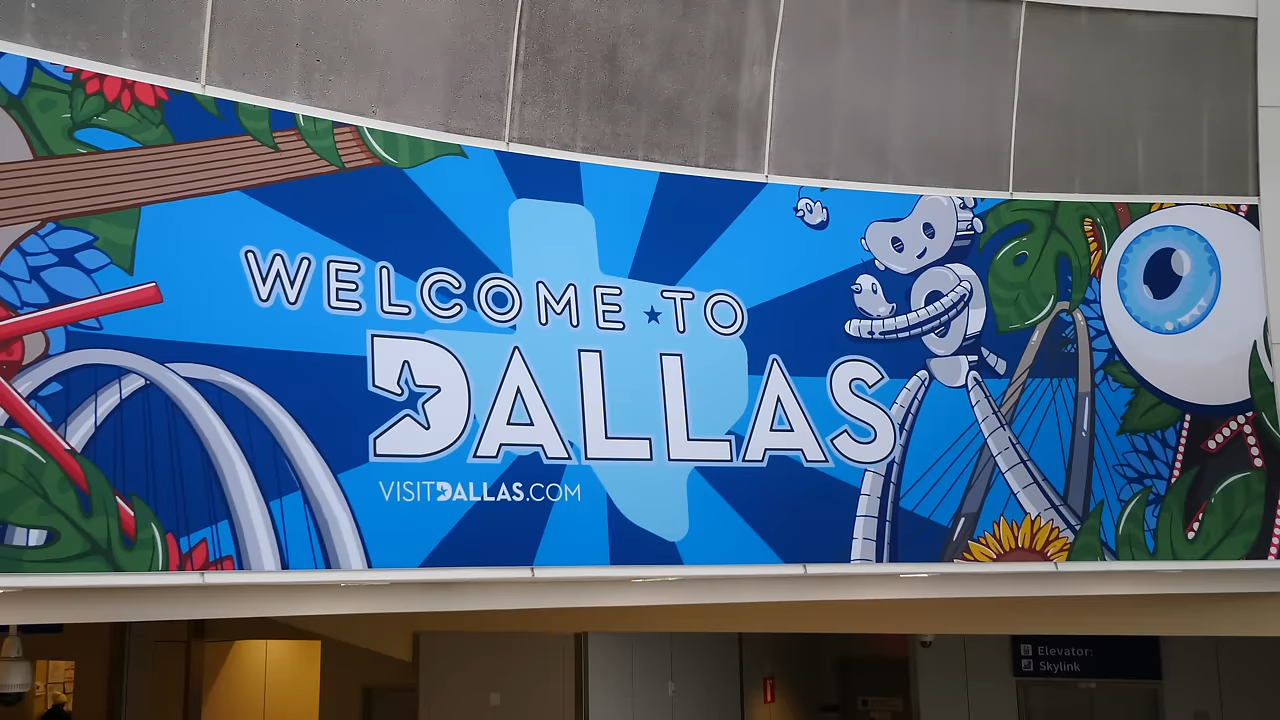 WELCOME ★ TO
DALLAS
VISITDALLAS.COM
Elevator:
Skylink